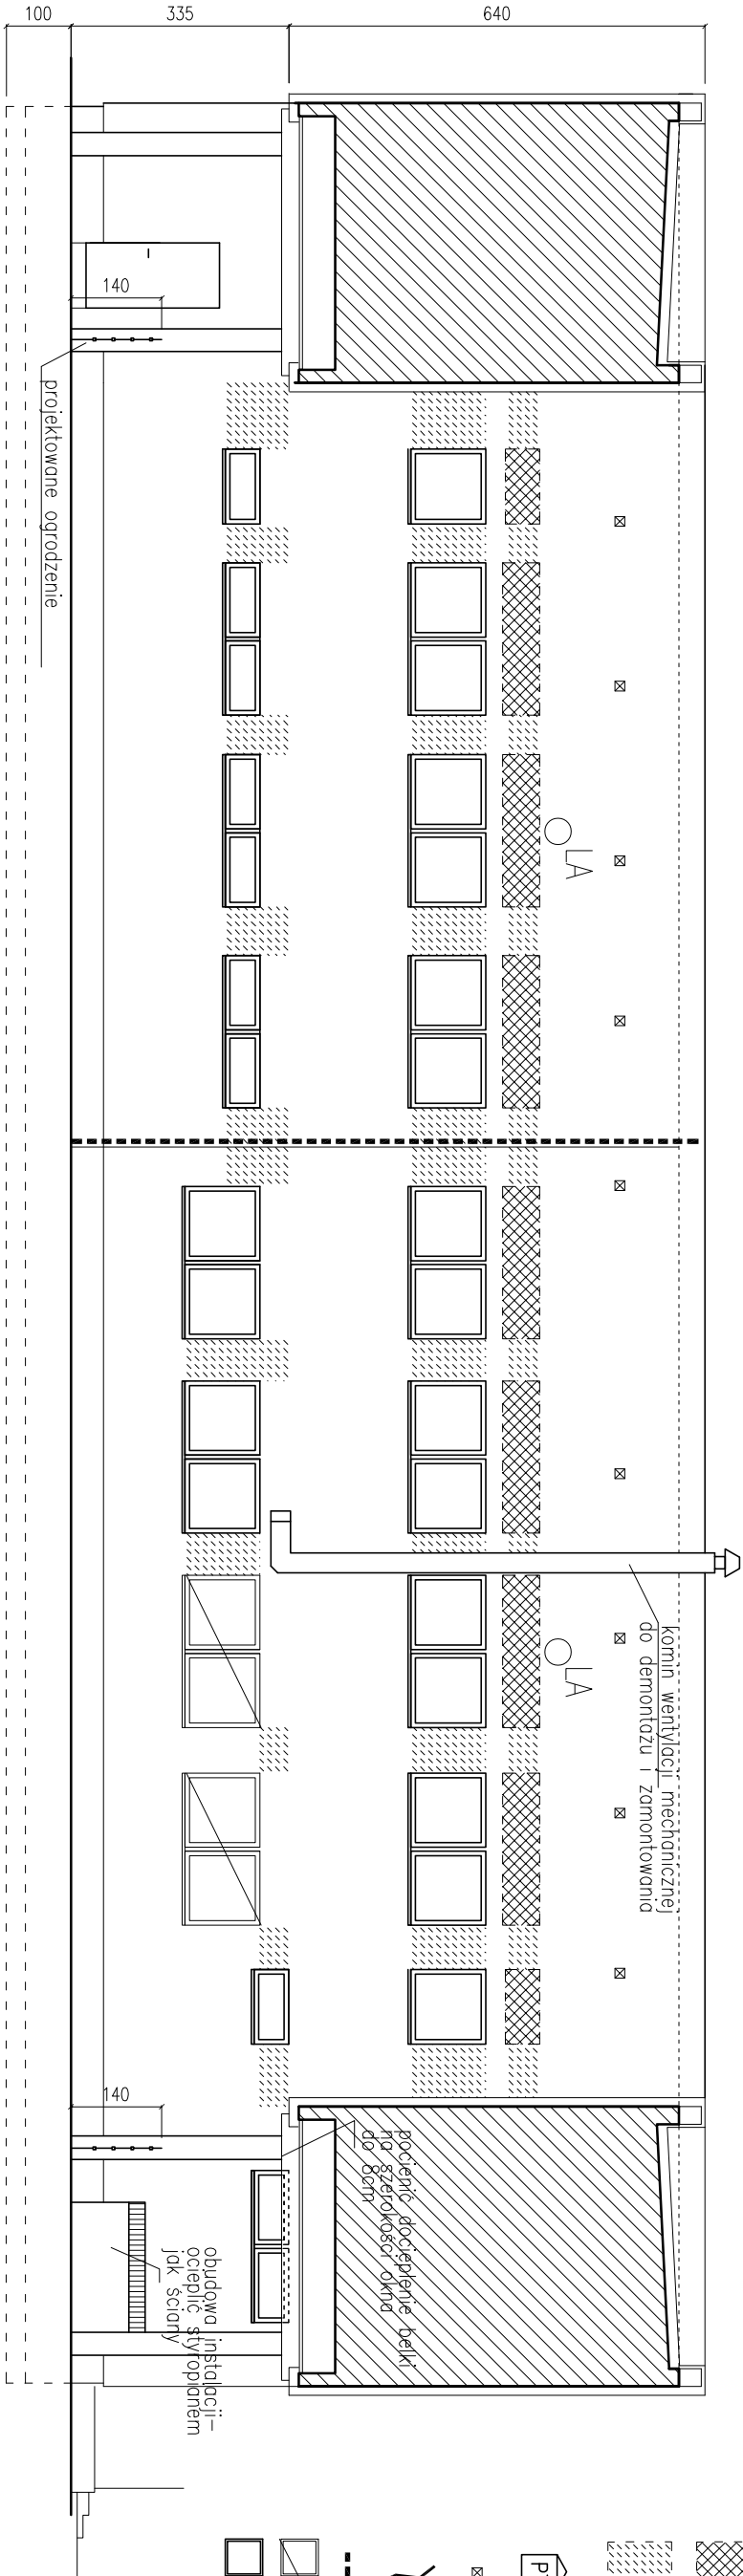 100
335
640
140
projektowane ogrodzenie
LA
LA
komin wentylacji mechanicznej
do demontażu i zamontowania
140
pocienić docieplenie belki
na szerokości okna
do 8cm
obudowa instalacji-
ocieplić styropianem
jak ściany